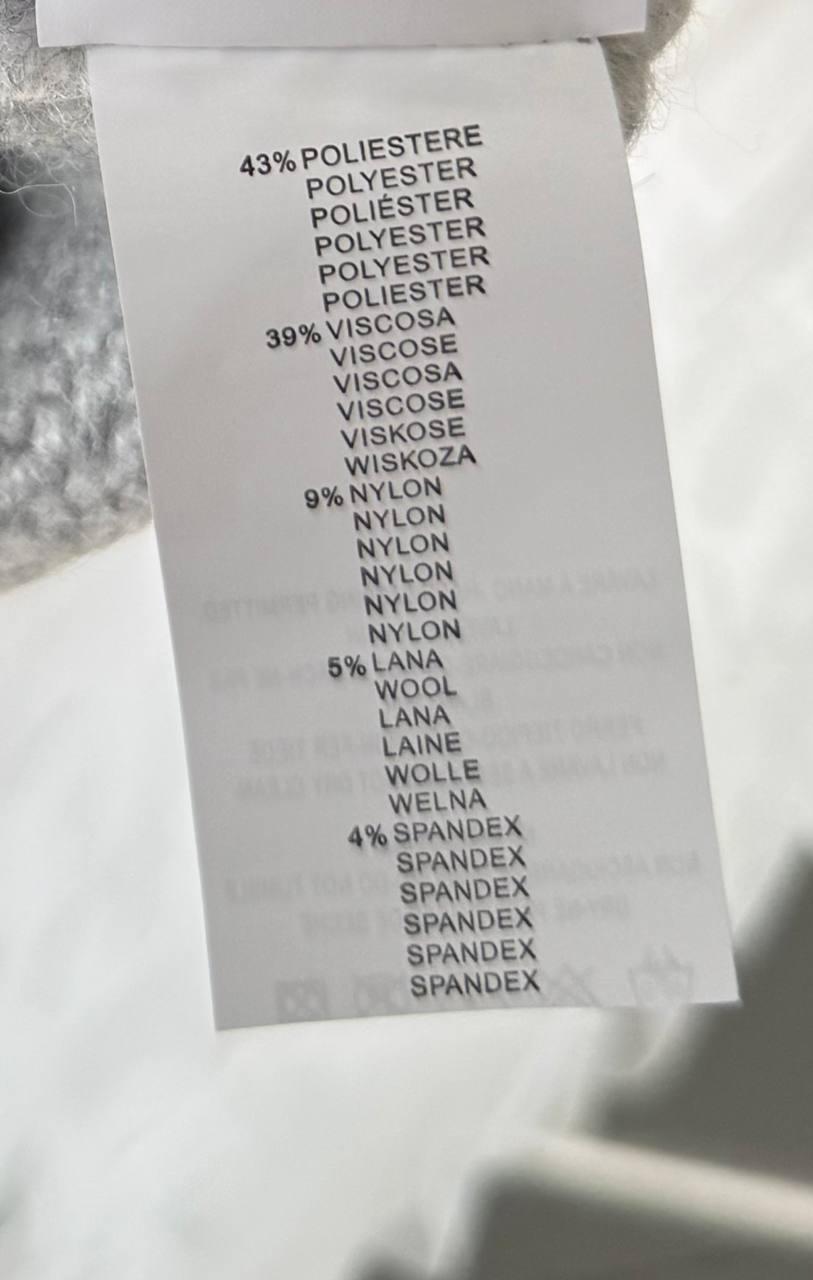 43% POLIESTERE
POLYESTER
POLIÉSTER
POLYESTER
POLYESTER
POLIESTER
39% VISCOSA
VISCOSE
VISCOSA
VISCOSE
VISKOSE
WISKOZA
9% NYLON
NYLON
NYLON
NYLON
NYLON
NYLON
5% LANA
WOOL
LANA
LAINE
WOLLE
WELNA
4% SPANDEX
SPANDEX
SPANDEX
SPANDEX
SPANDEX
SPANDEX